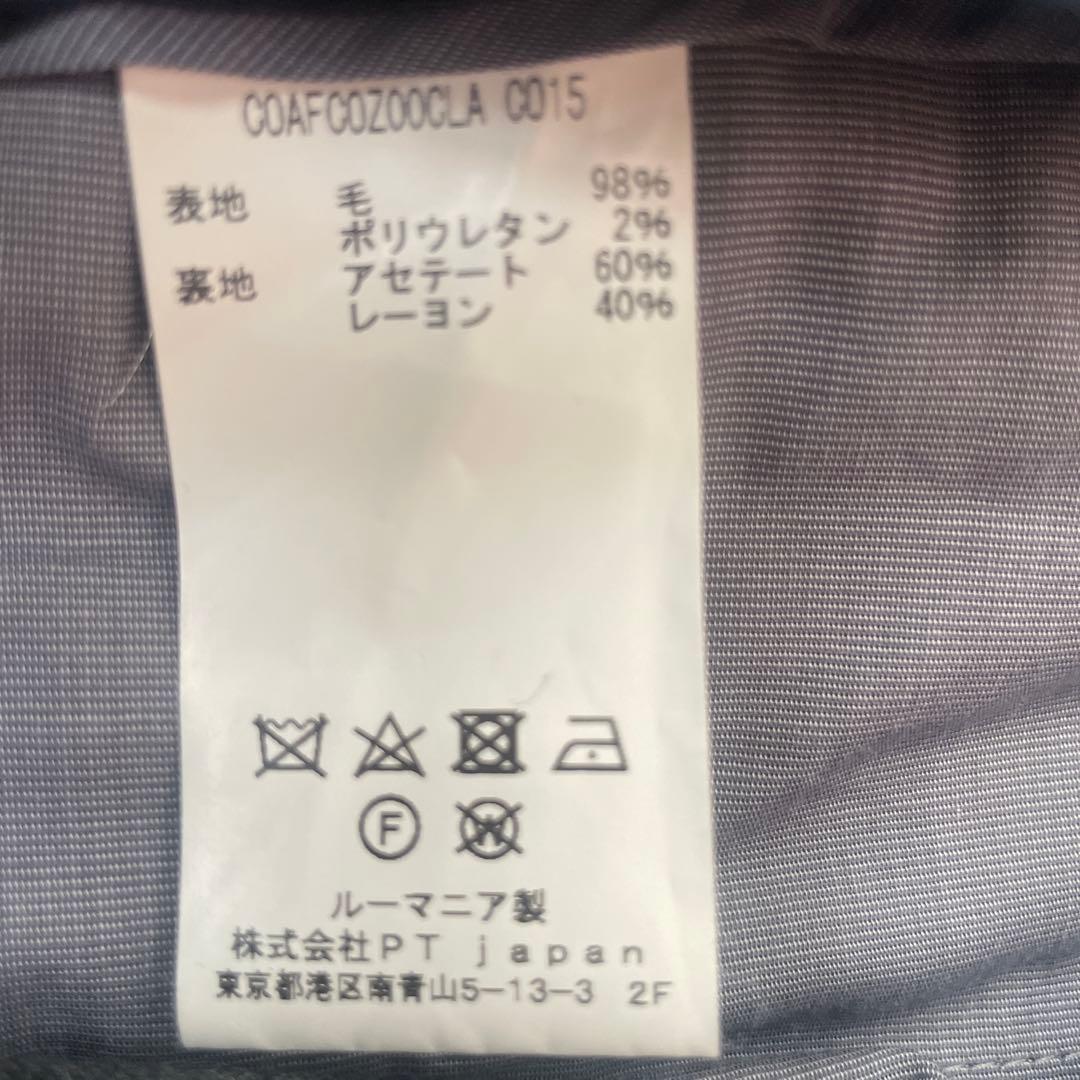 COAFCOZOOCLA CO15
表地 毛 98%
ポリウレタン 2%
裏地 アセテート 60%
レーヨン 40%
F W
ルーマニア製
株式会社PT japan
東京都港区南青山5-13-3 2F